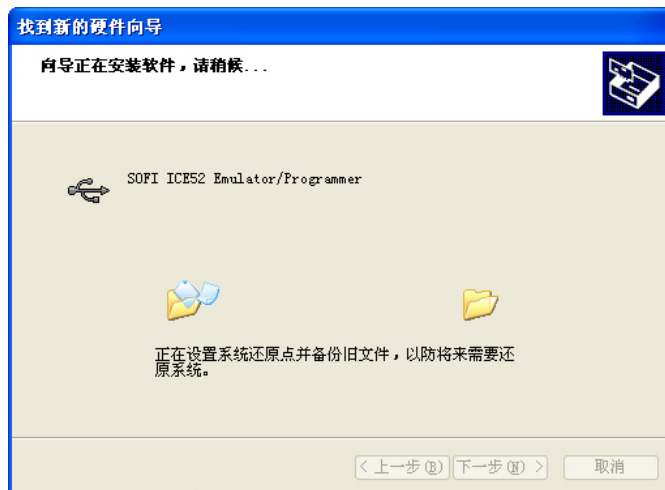 找到新的硬件向导
向导正在安装软件，请稍候...
SOFI ICE52 Emulator/Programmer
正在设置系统还原点并备份旧文件，以防将来需要还
原系统。
< 上一步(B) 下一步(N) > 取消